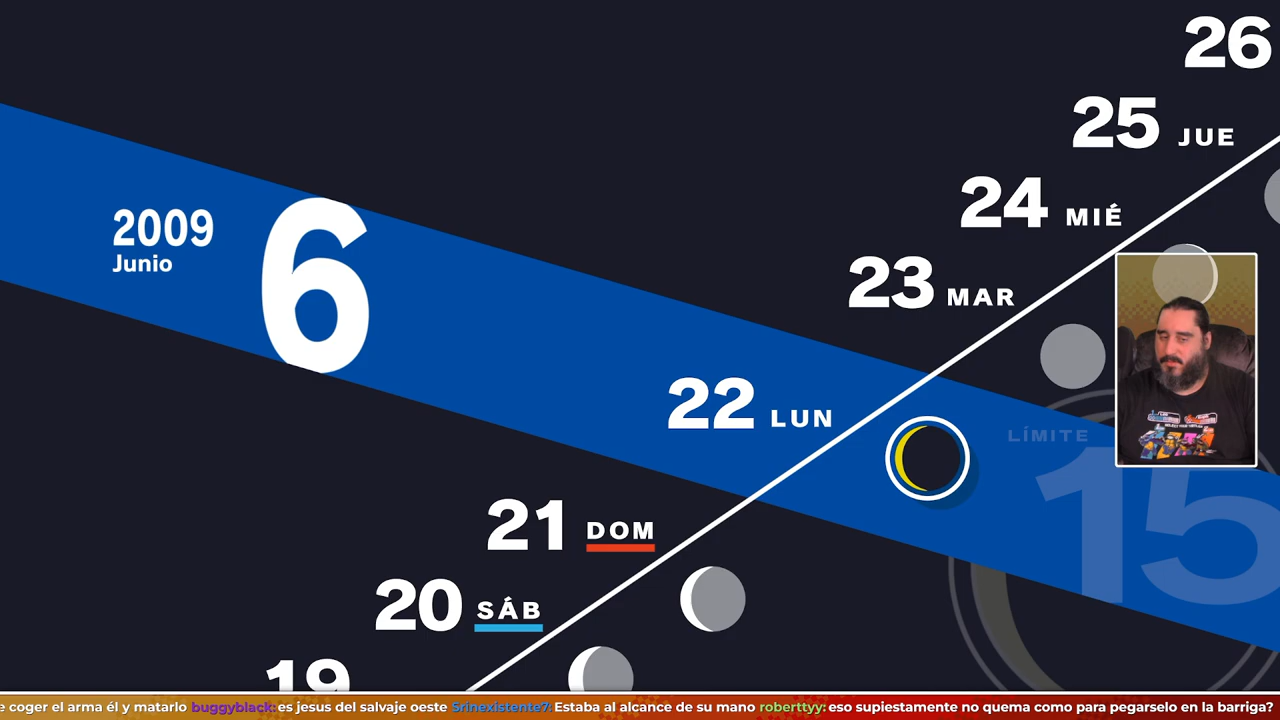 26
25 JUE
24 MIÉ
2009
Junio
6
23 MAR
22 LUN
LÍMITE
15
21 DOM
20 SÁB
19
e coger el arma él y matarlo buggyblack: es jesus del salvaje oeste 5rinexistente7: Estaba al alcance de su mano roberttyy: eso supiestamente no quema como para pegarselo en la barriga?